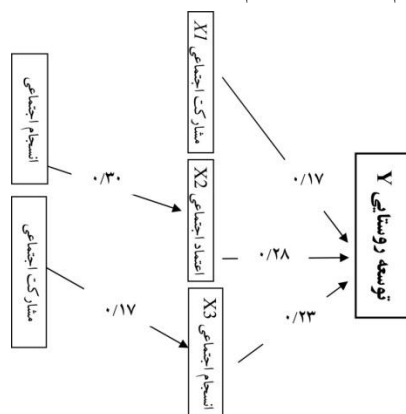 X1
مشارکت اجتماعی
انسجام اجتماعی
۰/۳۰
X2
اعتماد اجتماعی
۰/۱۷
Y
توسعه روستایی
۰/۲۸
مشارکت اجتماعی
۰/۱۷
X3
انسجام اجتماعی
۰/۲۳